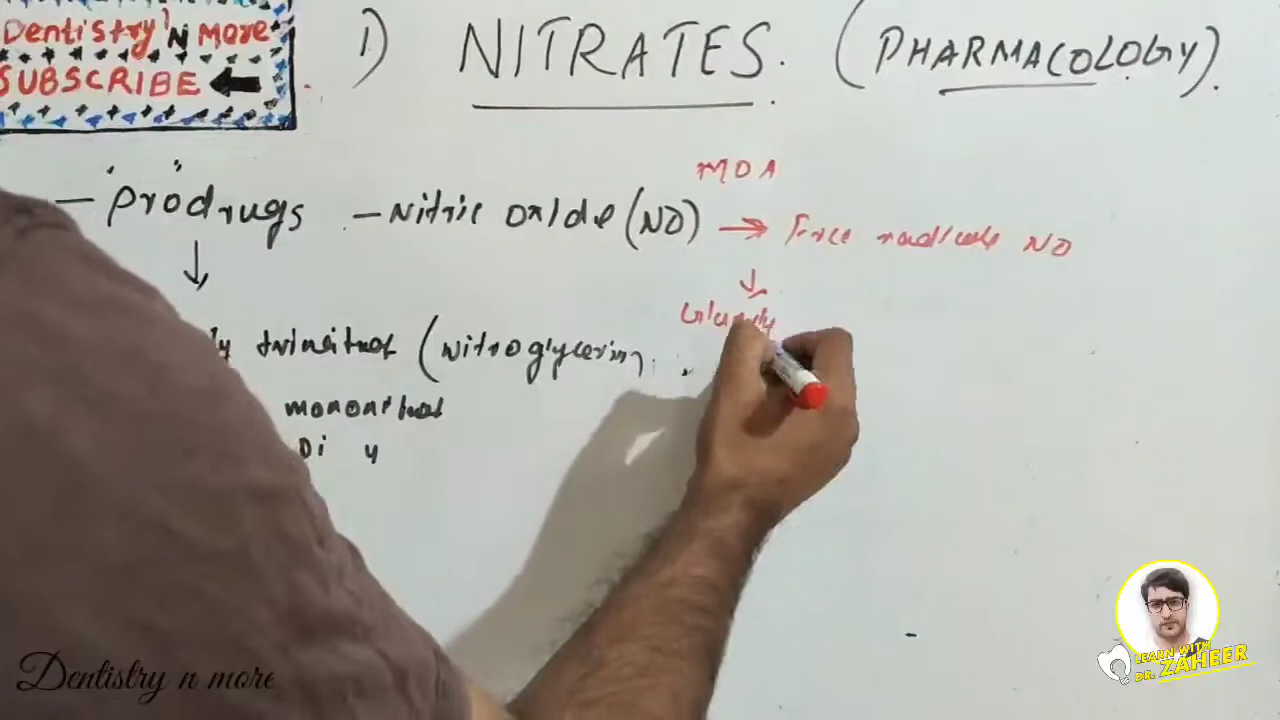 Dentistry 'N More
SUBSCRIBE
1) NITRATES. (PHARMACOLOGY).
MOA
- prodrugs - Nitric oxide (NO) → Free radicals NO
(Nitroglycerin)
Di
Dentistry n more
LEARN WITH
DR. ZAHEER